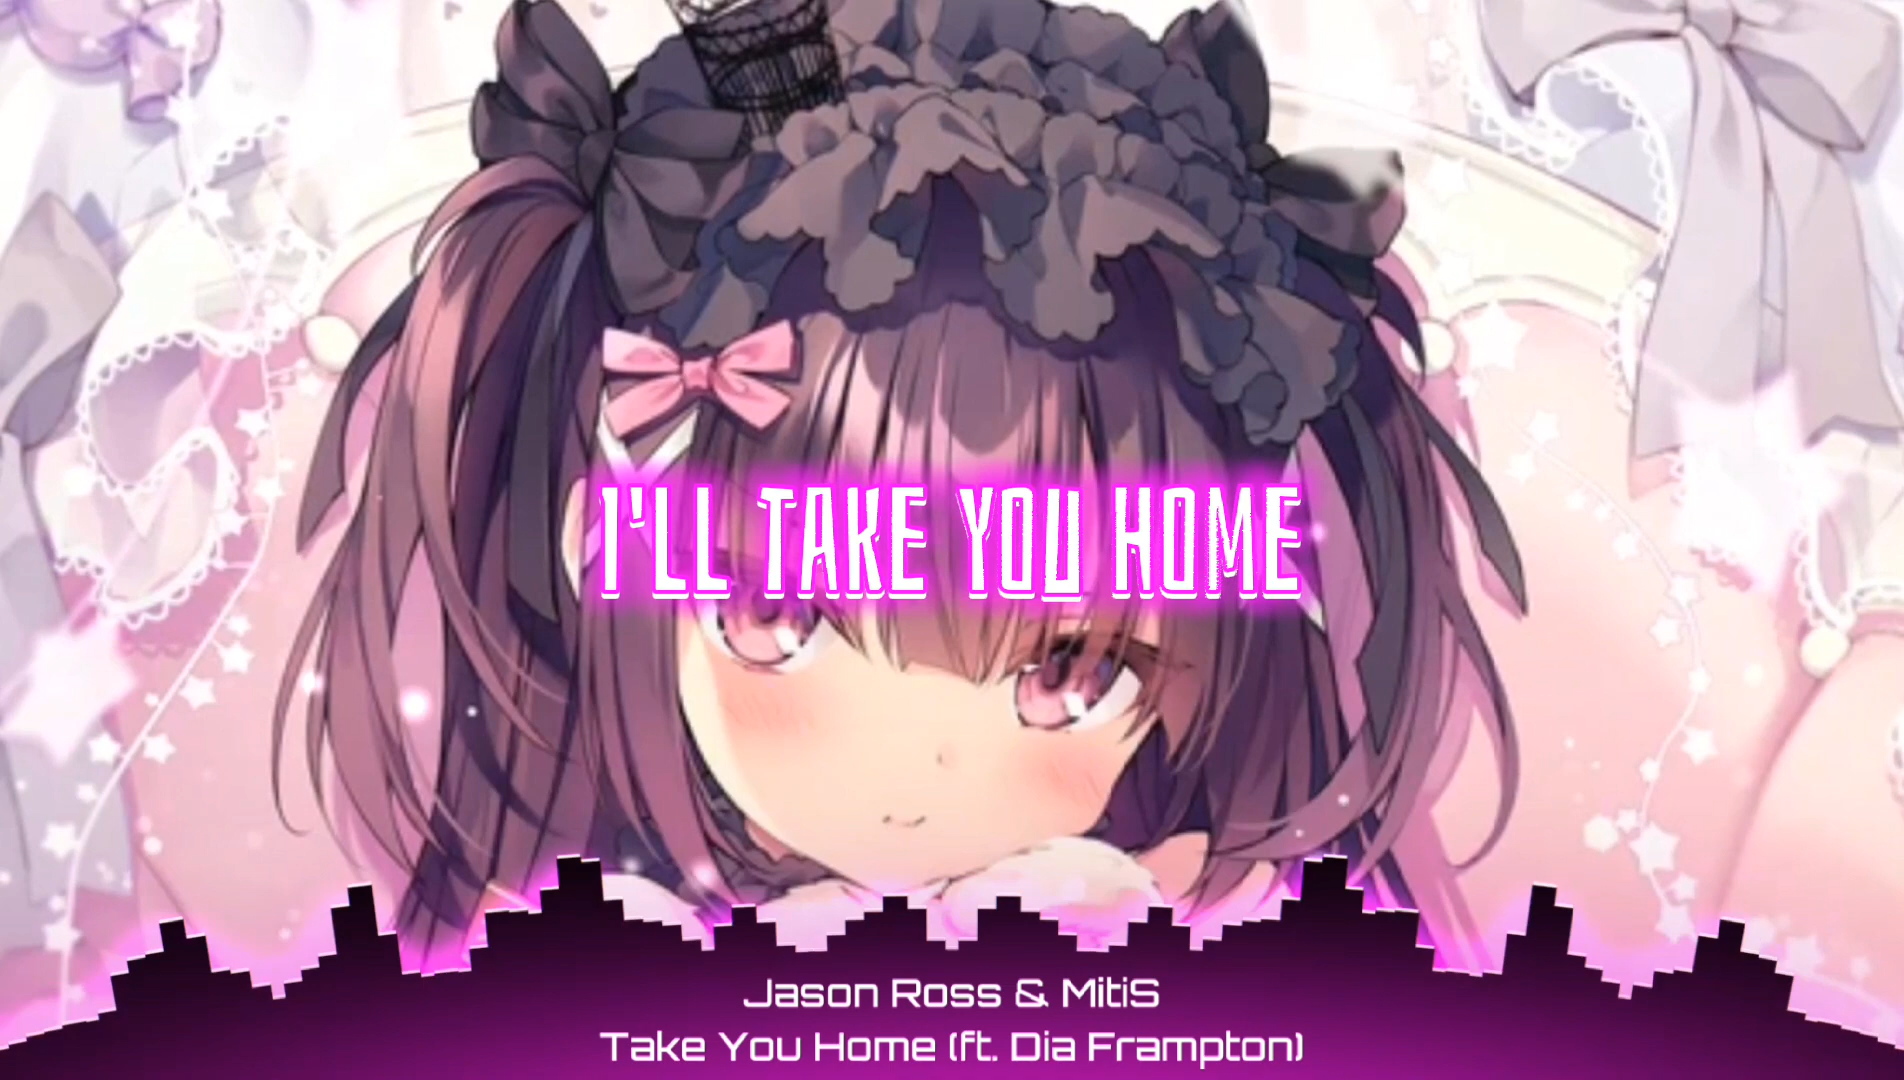 I'LL TAKE YOU HOME
Jason Ross & MitiS
Take You Home (ft. Dia Frampton)